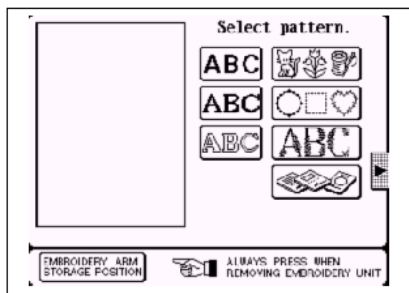 Select pattern.
ABC
ABC
ABC
ABC
EMBROIDERY ARM
STORAGE POSITION
ALWAYS PRESS WHEN
REMOVING EMBROIDERY UNIT